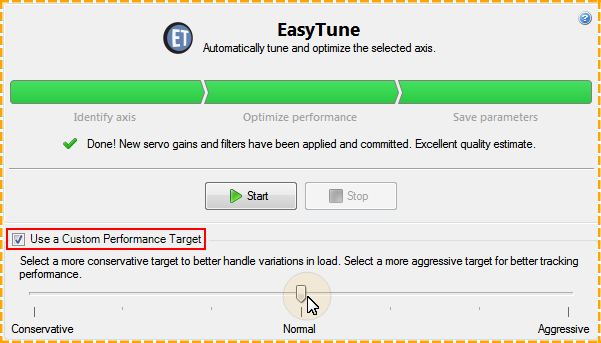 EasyTune
ET
Automatically tune and optimize the selected axis.
?
Identify axis
Optimize performance
Save parameters
Done! New servo gains and filters have been applied and committed. Excellent quality estimate.
Start
Stop
Use a Custom Performance Target
Select a more conservative target to better handle variations in load. Select a more aggressive target for better tracking
peformance.
Conservative
Normal
Aggressive